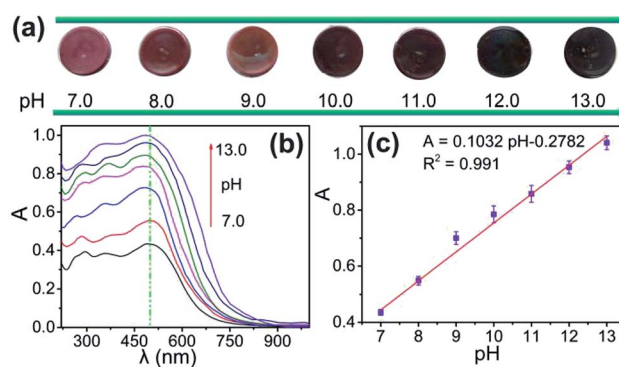 (a)
pH 7.0 8.0 9.0 10.0 11.0 12.0 13.0
(b)
13.0
pH
7.0
A
1.0
0.8
0.6
0.4
0.2
0.0
300 450 600 750 900
λ (nm)
(c)
A = 0.1032 pH-0.2782
R² = 0.991
A
1.0
0.8
0.6
0.4
7 8 9 10 11 12 13
pH